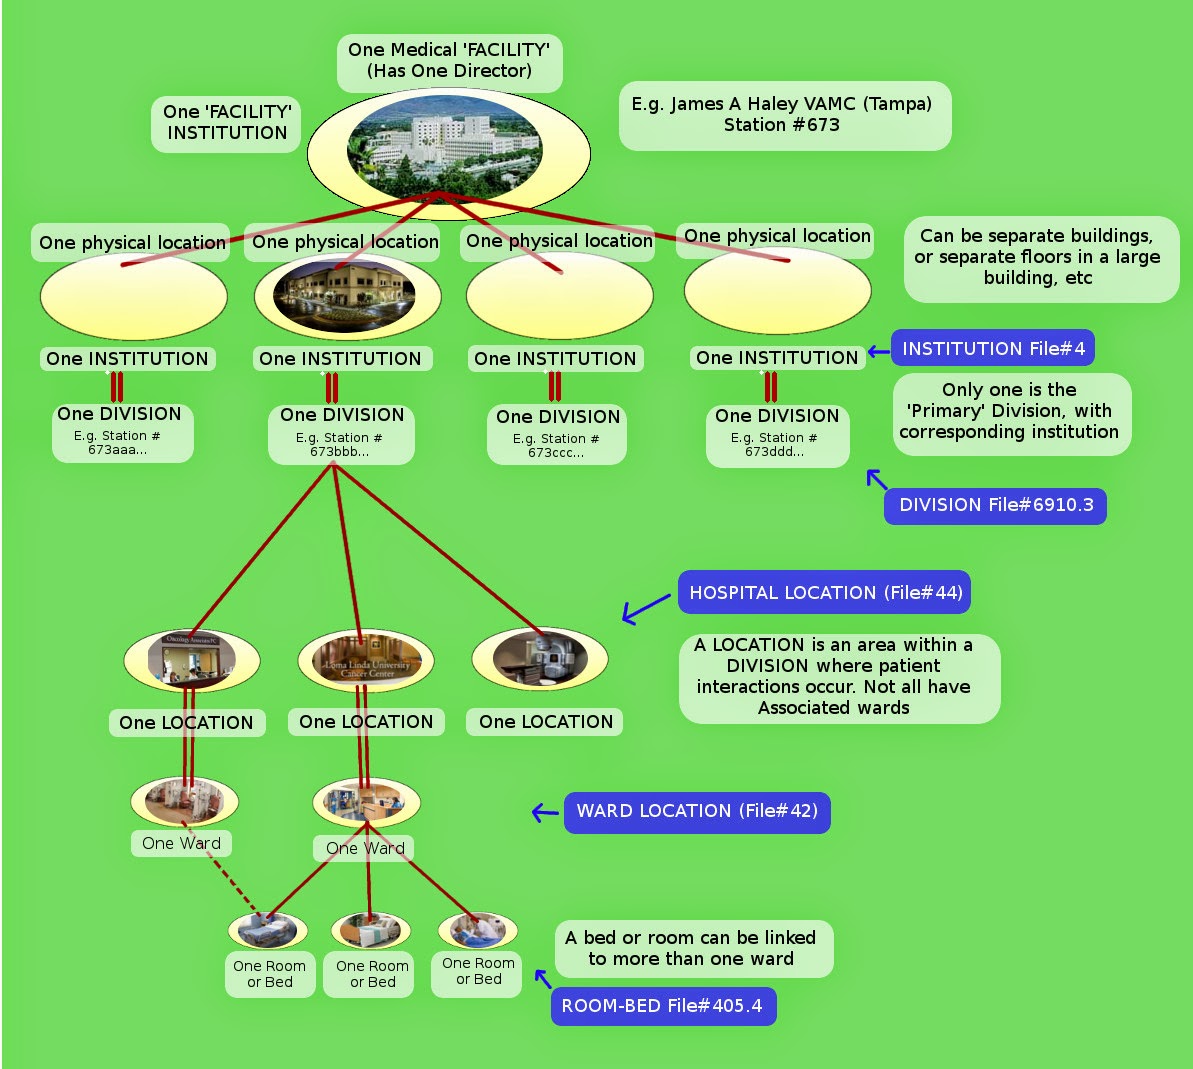 One Medical 'FACILITY'
(Has One Director)
One 'FACILITY'
INSTITUTION
E.g. James A Haley VAMC (Tampa)
Station #673
One physical location
One physical location
One physical location
One physical location
Can be separate buildings,
or separate floors in a large
building, etc
One INSTITUTION
One INSTITUTION
One INSTITUTION
One INSTITUTION
INSTITUTION File#4
Only one is the
'Primary' Division, with
corresponding institution
One DIVISION
E.g. Station #
673aaa...
One DIVISION
E.g. Station #
673bbb...
One DIVISION
E.g. Station #
673ccc...
One DIVISION
E.g. Station #
673ddd...
DIVISION File#6910.3
HOSPITAL LOCATION (File#44)
A LOCATION is an area within a
DIVISION where patient
interactions occur. Not all have
Associated wards
Oncology Associates PC
Loma Linda University
Cancer Center
One LOCATION
One LOCATION
One LOCATION
WARD LOCATION (File#42)
One Ward
One Ward
A bed or room can be linked
to more than one ward
One Room
or Bed
One Room
or Bed
One Room
or Bed
ROOM-BED File#405.4